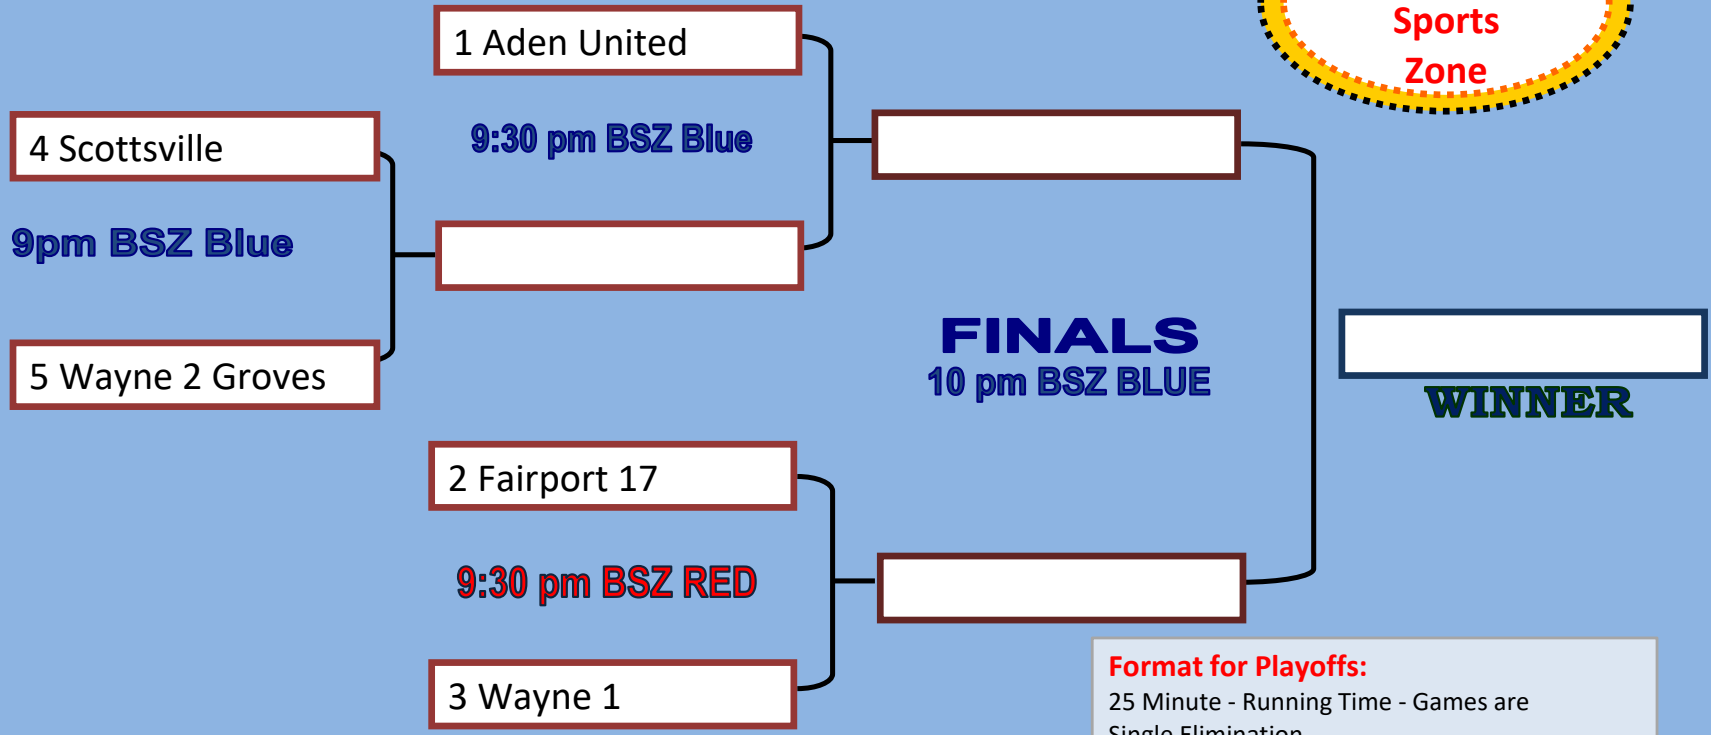 Sports
Zone
1 Aden United
4 Scottsville
9:30 pm BSZ Blue
9pm BSZ Blue
5 Wayne 2 Groves
FINALS
10 pm BSZ BLUE
WINNER
2 Fairport 17
9:30 pm BSZ RED
3 Wayne 1
Format for Playoffs:
25 Minute - Running Time - Games are
Single Elimination